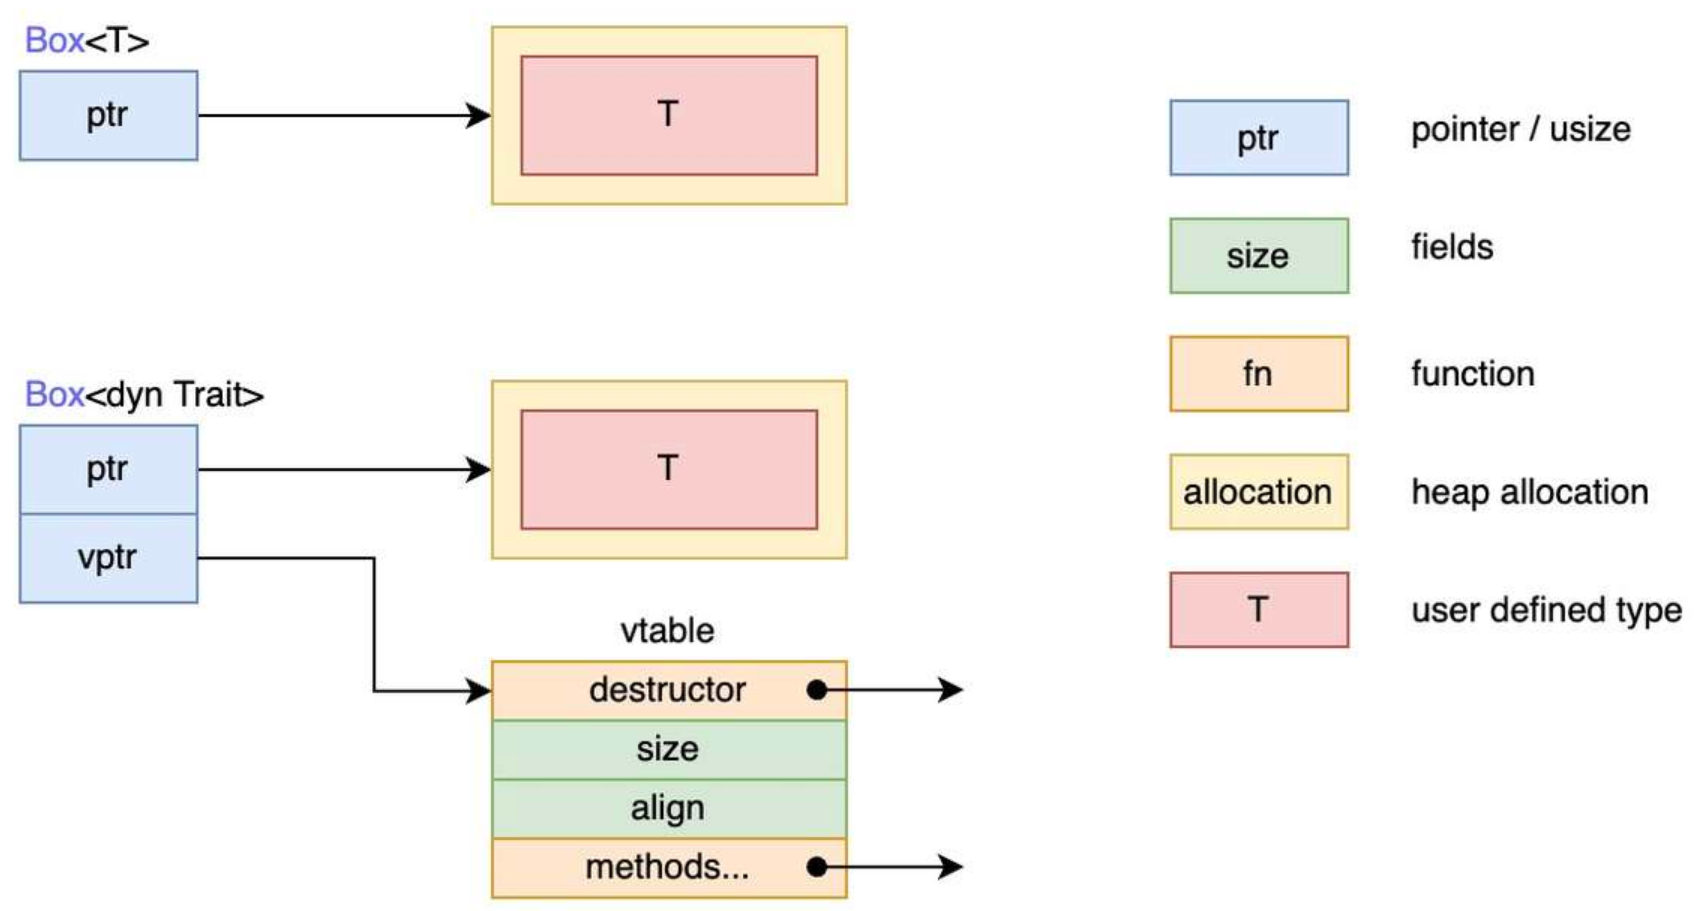 Box<T>
ptr
T
Box<dyn Trait>
ptr
T
vptr
vtable
destructor
size
align
methods...
ptr
pointer / usize
size
fields
fn
function
allocation
heap allocation
T
user defined type